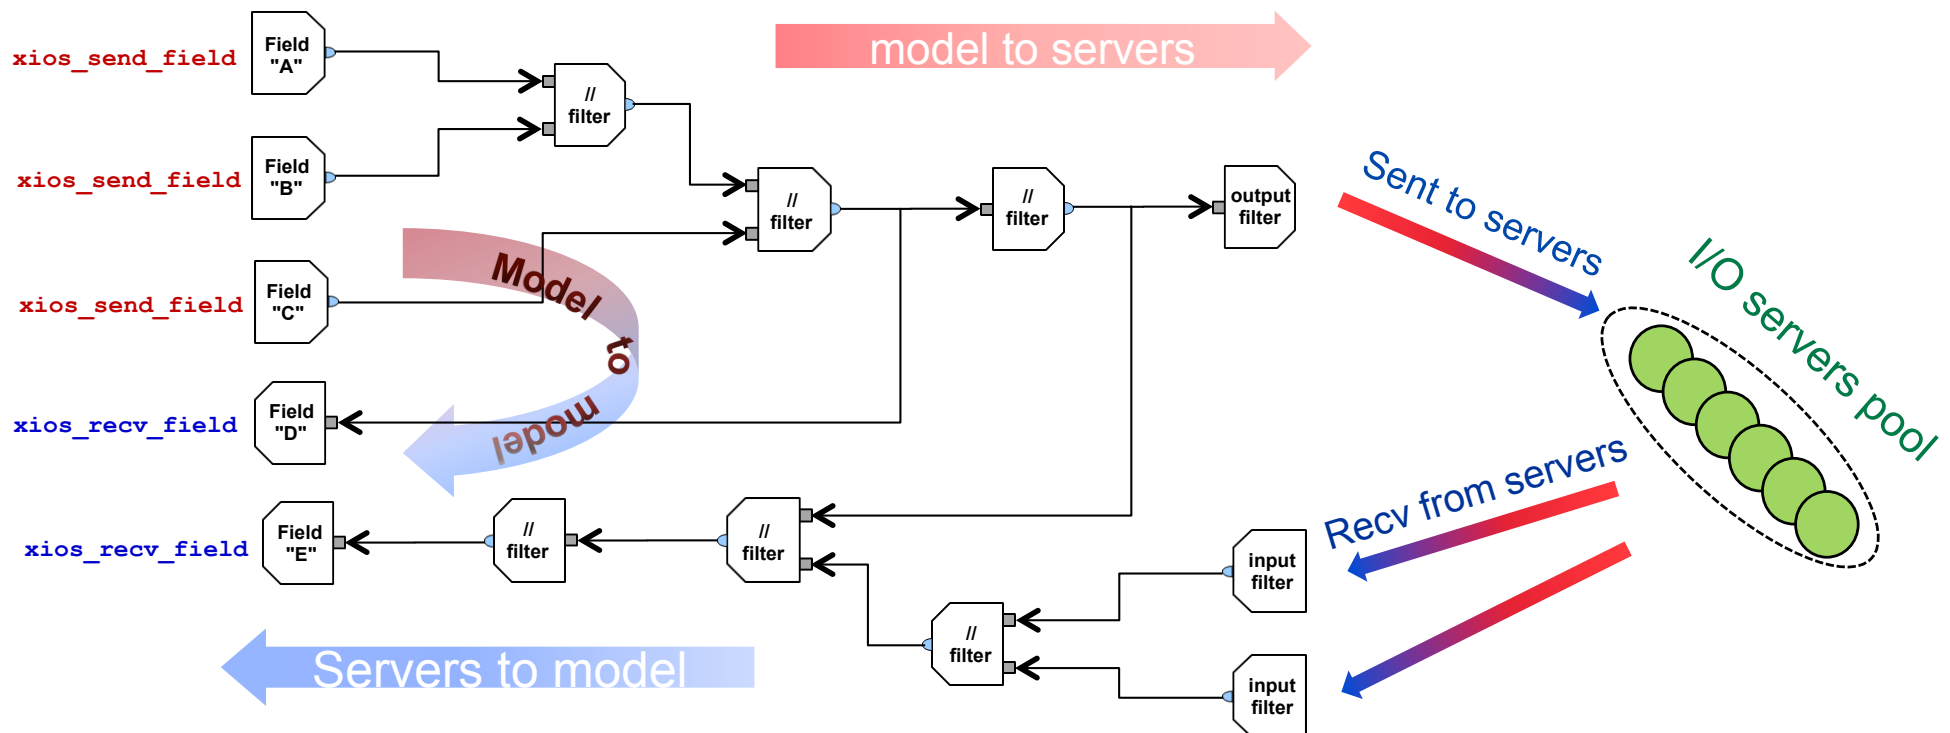 model to servers
xios_send_field
Field
"A"
//
filter
xios_send_field
Field
"B"
//
filter
//
filter
output
filter
Sent to servers
I/O servers pool
xios_send_field
Field
"C"
Model to model
xios_recv_field
Field
"D"
xios_recv_field
Field
"E"
//
filter
//
filter
Recv from servers
input
filter
//
filter
input
filter
Servers to model